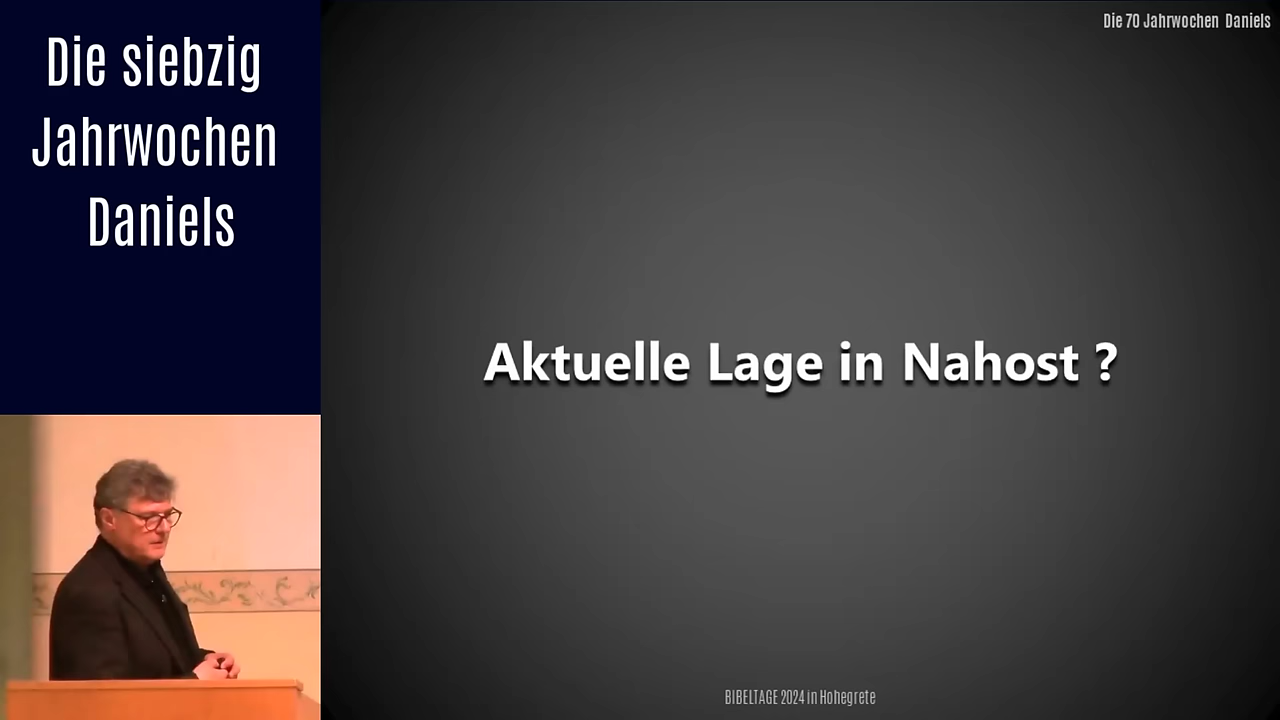 Die siebzig
Jahrwochen
Daniels
Die 70 Jahrwochen Daniels
Aktuelle Lage in Nahost ?
BIBELTAGE 2024 in Hohegrete